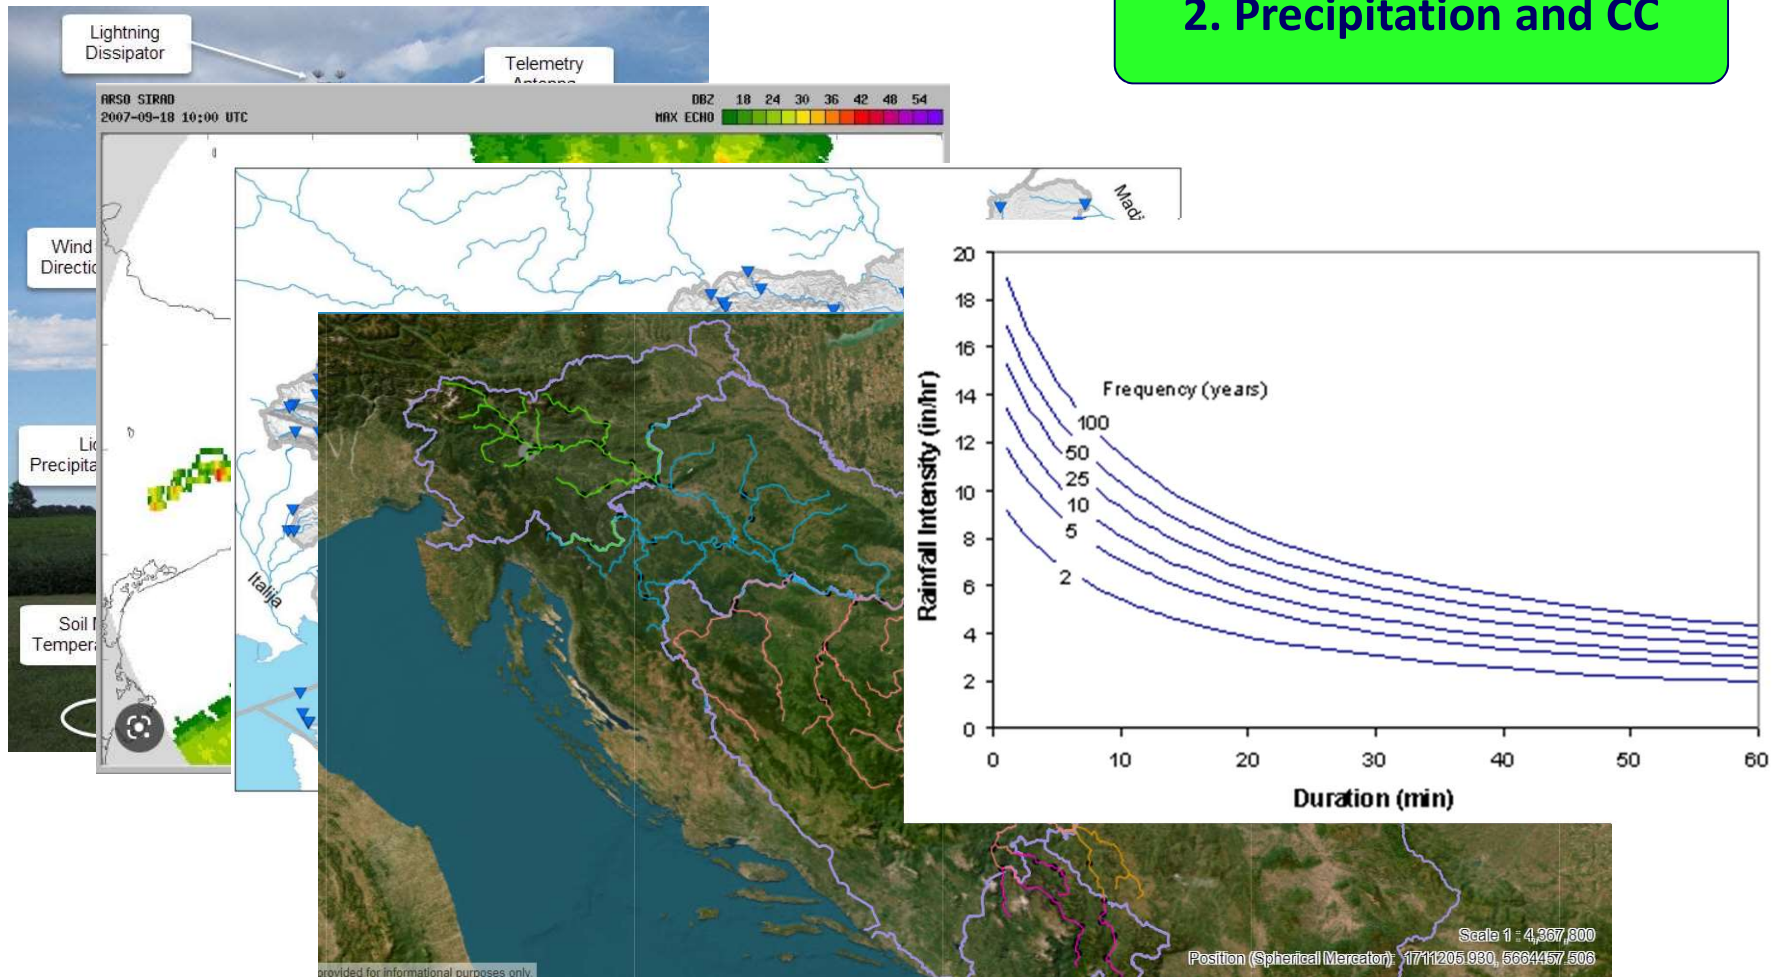 2. Precipitation and CC
Lightning
Dissipator
Telemetry
Antenna
ARSO SIRAD
2007-09-18 10:00 UTC
DBZ 18 24 30 36 42 48 54
MAX ECHO
Wind
Soil
Italija
20
18
16
14
12
10
8
6
4
2
0
Rainfall Intensity (in/hr)
Frequency (years)
100
50
25
10
5
2
0 10 20 30 40 50 60
Duration (min)
Scale 1 : 4,367,800
Position (Spherical Mercator): 1711205.930, 5664457.506
provided for informational purposes only.